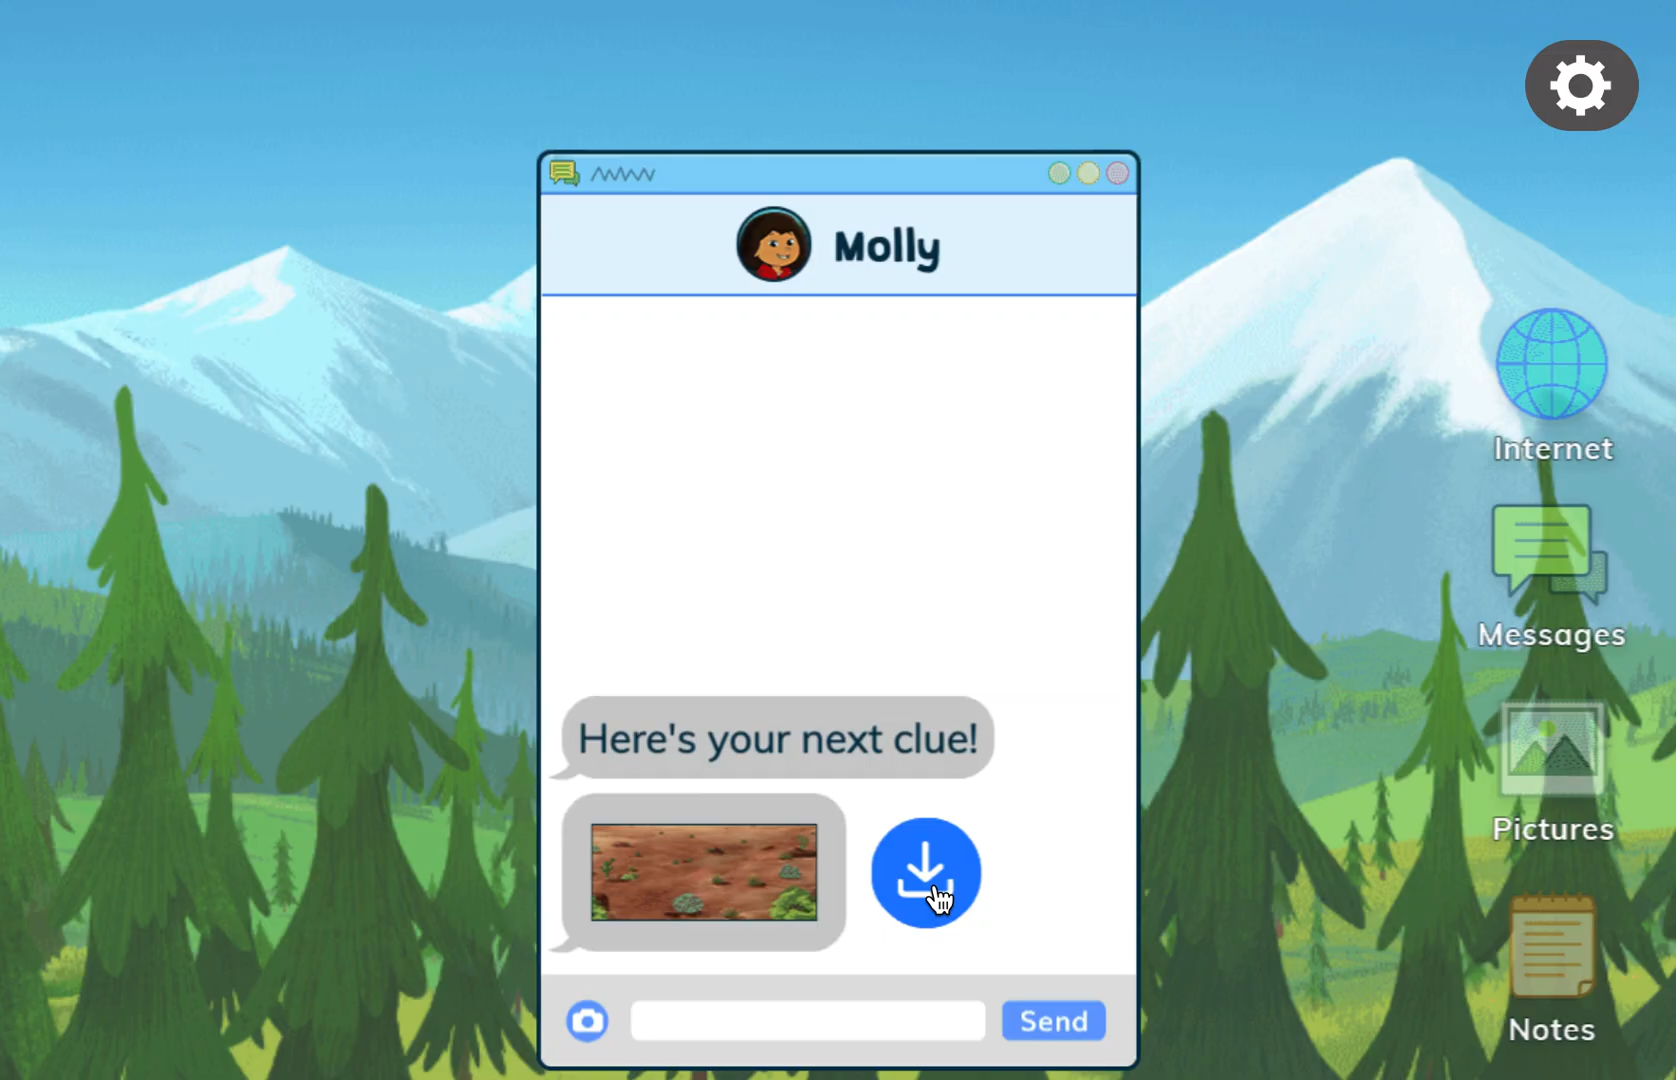 Molly
Here's your next clue!
Send
Internet
Messages
Pictures
Notes